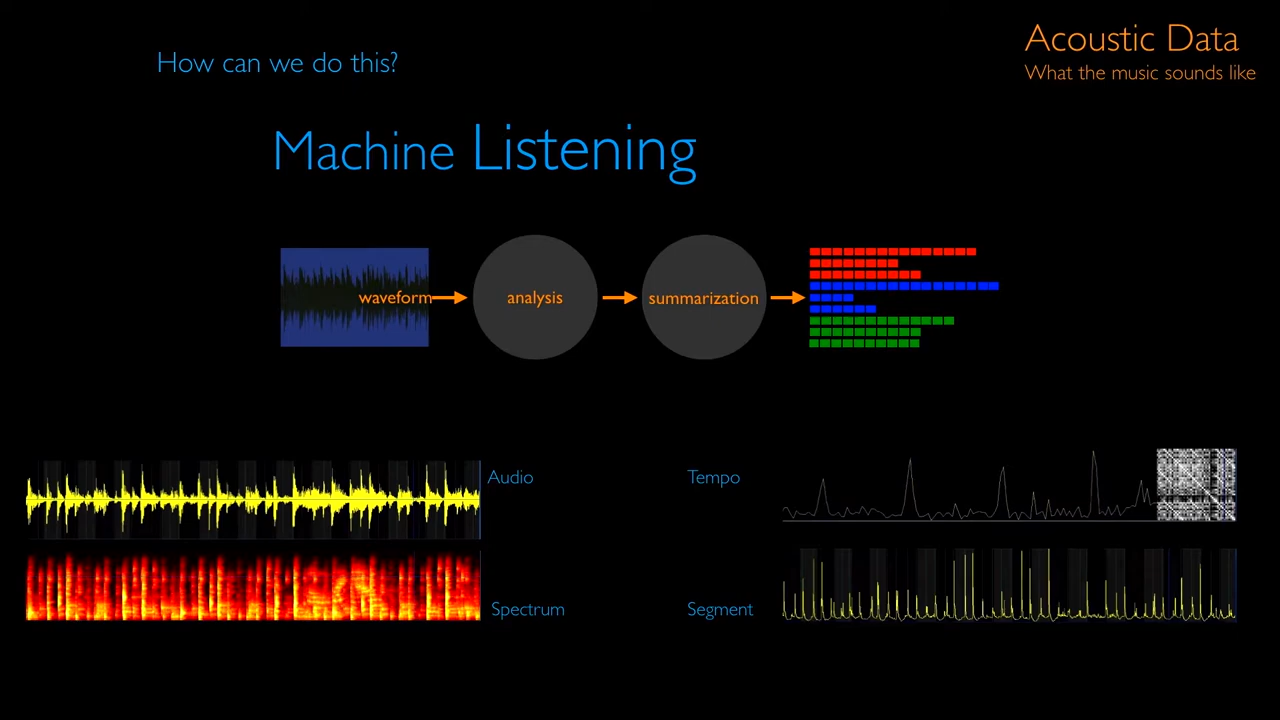 Acoustic Data
What the music sounds like
How can we do this?
Machine Listening
waveform
analysis
summarization
Audio
Tempo
Spectrum
Segment